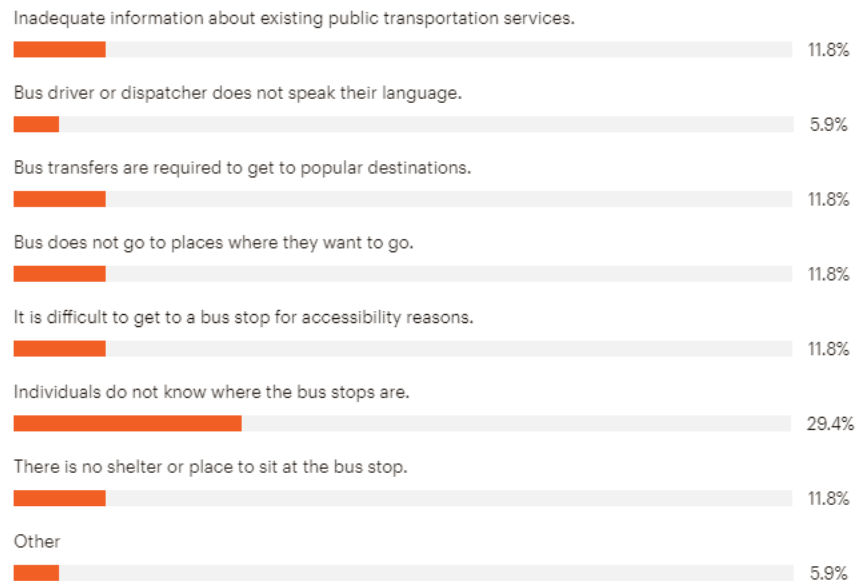 Inadequate information about existing public transportation services.
11.8%
Bus driver or dispatcher does not speak their language.
5.9%
Bus transfers are required to get to popular destinations.
11.8%
Bus does not go to places where they want to go.
11.8%
It is difficult to get to a bus stop for accessibility reasons.
11.8%
Individuals do not know where the bus stops are.
29.4%
There is no shelter or place to sit at the bus stop.
11.8%
Other
5.9%